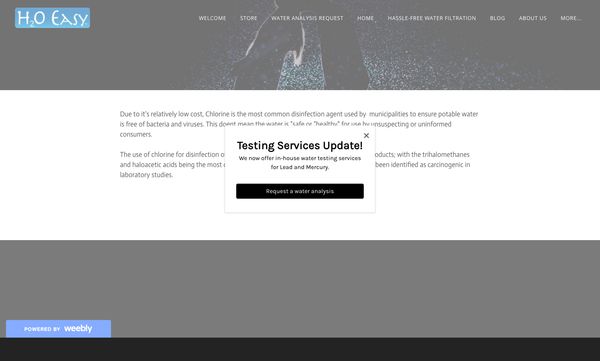 H2O Easy
WELCOME STORE WATER ANALYSIS REQUEST HOME HASSLE-FREE WATER FILTRATION BLOG ABOUT US MORE...
Due to it's relatively low cost, Chlorine is the most common disinfection agent used by municipalities to ensure potable water
is free of bacteria and viruses. This doesnt mean the water is "safe or "healthy" for use by unsuspecting or uninformed
consumers.
Testing Services Update!
We now offer in-house water testing services
for Lead and Mercury.
Request a water analysis
The use of chlorine for disinfection products; with the trihalomethanes
and haloacetic acids being the most been identified as carcinogenic in
laboratory studies.
POWERED BY weebly